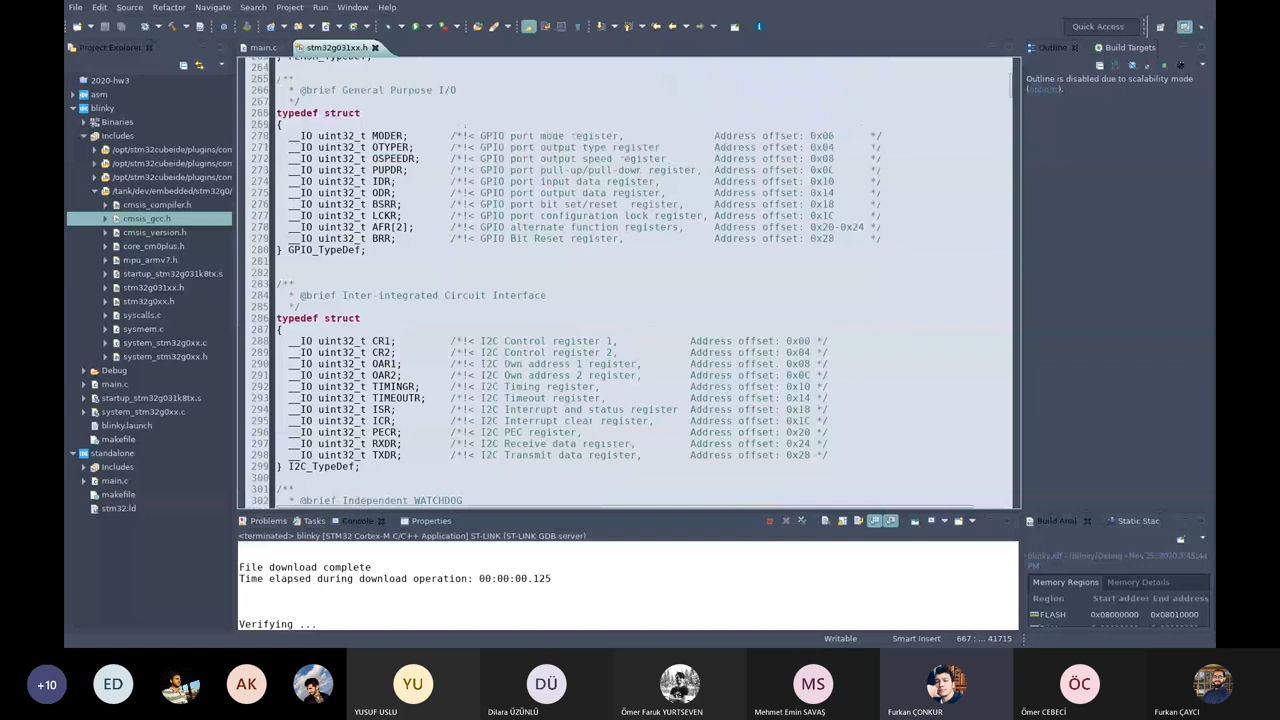 File Edit Source Refactor Navigate Search Project Run Window Help
Quick Access
Project Explorer
2020-hw3
asm
blinky
Binaries
Includes
/opt/stm32cubeide/plugins/con
/opt/stm32cubeide/plugins/con
/opt/stm32cubeide/plugins/con
/tank/dev/embedded/stm32g0/
cmsis_compiler.h
cmsis_gcc.h
cmsis_version.h
core_cm0plus.h
mpu_armv7.h
startup_stm32g031k8tx.s
stm32g031xx.h
stm32g0xx.h
syscalls.c
sysmem.c
system_stm32g0xx.c
system_stm32g0xx.h
Debug
main.c
startup_stm32g031k8tx.s
system_stm32g0xx.c
blinky.launch
makefile
standalone
Includes
main.c
makefile
stm32.ld
main.c stm32g031xx.h
} FLASH_TypeDef;
264
265 /**
266 * @brief General Purpose I/O
267 */
268 typedef struct
269 {
270 __IO uint32_t MODER; /*!< GPIO port mode register, Address offset: 0x00 */
271 __IO uint32_t OTYPER; /*!< GPIO port output type register Address offset: 0x04 */
272 __IO uint32_t OSPEEDR; /*!< GPIO port output speed register Address offset: 0x08 */
273 __IO uint32_t PUPDR; /*!< GPIO port pull-up/pull-down register, Address offset: 0x0C */
274 __IO uint32_t IDR; /*!< GPIO port input data register, Address offset: 0x10 */
275 __IO uint32_t ODR; /*!< GPIO port output data register, Address offset: 0x14 */
276 __IO uint32_t BSRR; /*!< GPIO port bit set/reset register, Address offset: 0x18 */
277 __IO uint32_t LCKR; /*!< GPIO port configuration lock register, Address offset: 0x1C */
278 __IO uint32_t AFR[2]; /*!< GPIO alternate function registers, Address offset: 0x20-0x24 */
279 __IO uint32_t BRR; /*!< GPIO Bit Reset register, Address offset: 0x28 */
280 } GPIO_TypeDef;
281
282
283 /**
284 * @brief Inter-integrated Circuit Interface
285 */
286 typedef struct
287 {
288 __IO uint32_t CR1; /*!< I2C Control register 1, Address offset: 0x00 */
289 __IO uint32_t CR2; /*!< I2C Control register 2, Address offset: 0x04 */
290 __IO uint32_t OAR1; /*!< I2C Own address 1 register, Address offset: 0x08 */
291 __IO uint32_t OAR2; /*!< I2C Own address 2 register, Address offset: 0x0C */
292 __IO uint32_t TIMINGR; /*!< I2C Timing register, Address offset: 0x10 */
293 __IO uint32_t TIMEOUTR; /*!< I2C Timeout register, Address offset: 0x14 */
294 __IO uint32_t ISR; /*!< I2C Interrupt and status register Address offset: 0x18 */
295 __IO uint32_t ICR; /*!< I2C Interrupt clear register, Address offset: 0x1C */
296 __IO uint32_t PECR; /*!< I2C PEC register, Address offset: 0x20 */
297 __IO uint32_t RXDR; /*!< I2C Receive data register, Address offset: 0x24 */
298 __IO uint32_t TXDR; /*!< I2C Transmit data register, Address offset: 0x28 */
299 } I2C_TypeDef;
300
301 /**
302 * @brief Independent WATCHDOG
Outline Build Targets
Outline is disabled due to scalability mode
(options).
Problems Tasks Console Properties
<terminated> blinky [STM32 Cortex-M C/C++ Application] ST-LINK (ST-LINK GDB server)
File download complete
Time elapsed during download operation: 00:00:00.125
Verifying ...
Build Anal Static Stac
blinky.elf - /blinky/Debug - Nov 25, 2020
PM
Memory Regions Memory Details
Region Start addre: End address
FLASH 0x08000000 0x08010000
Writable Smart Insert 667 : ... 41715
+10 ED AK YU DÜ MS ÖC
YUSUF USLU Dilara ÜZÜNLÜ Ömer Faruk YURTSEVEN Mehmet Emin SAVAŞ Furkan ÇONKUR Ömer CEBECİ Furkan ÇAYCI